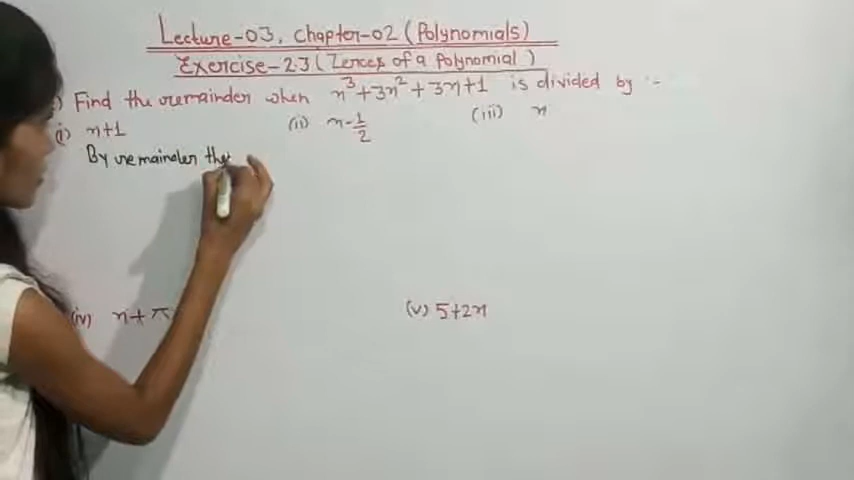 Lecture-03, Chapter-02 (Polynomials)
Exercise-2.3 (Zeroes of a Polynomial)
) Find the remainder when x³+3x²+3x+1 is divided by :-
(i) x+1 (ii) x-1/2 (iii) x
By remainder the
(iv) x+π (v) 5+2x